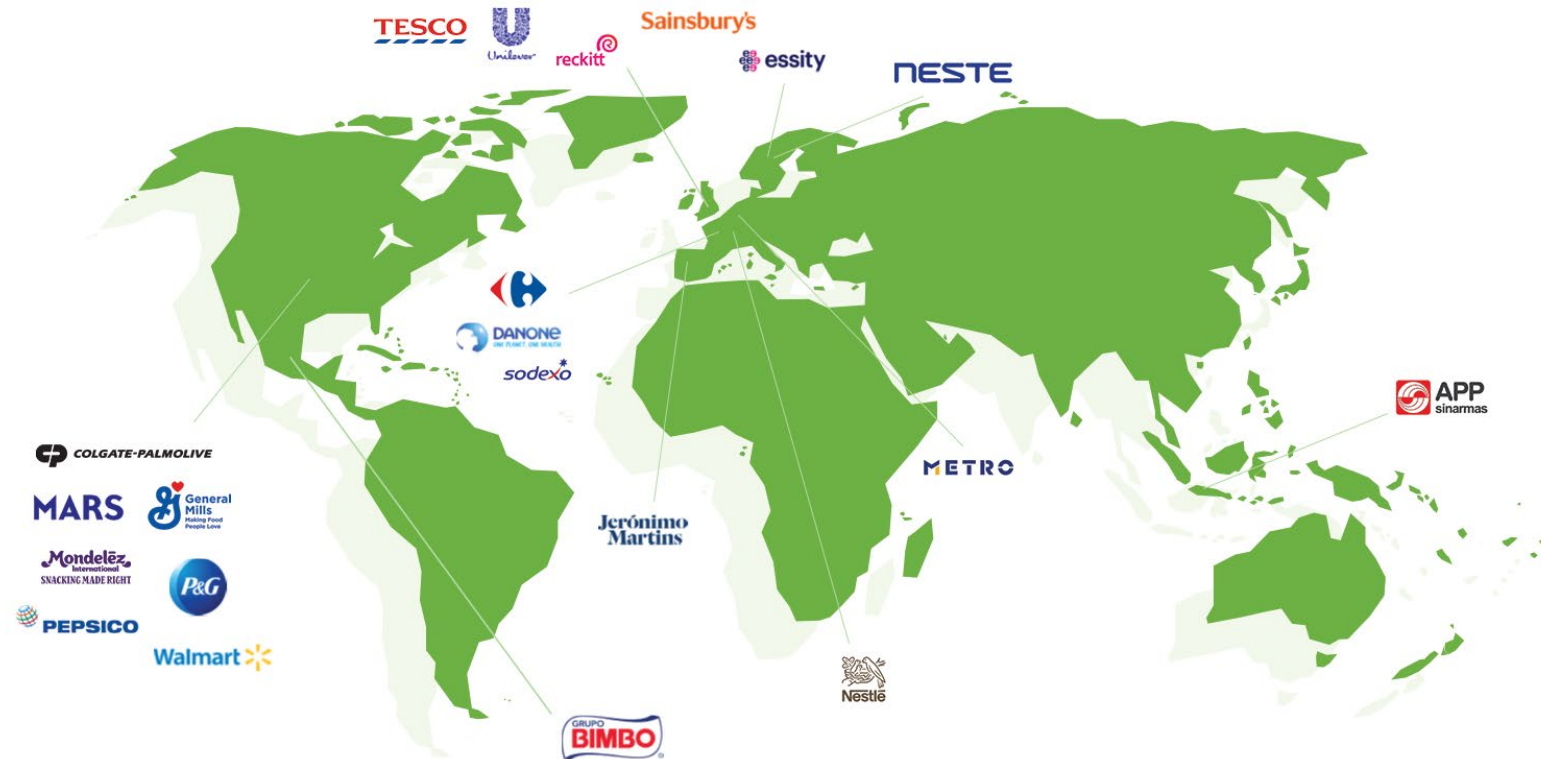 TESCO
Unilever
reckitt
Sainsbury's
essity
NESTE
DANONE
ONE PLANET. ONE HEALTH
sodexo
APP
sinarmas
COLGATE-PALMOLIVE
MARS
General
Mills
Making Food
People Love
Mondelēz
International
SNACKING MADE RIGHT
P&G
PEPSICO
Walmart
METRO
Jerónimo
Martins
Nestlē
GRUPO
BIMBO
®